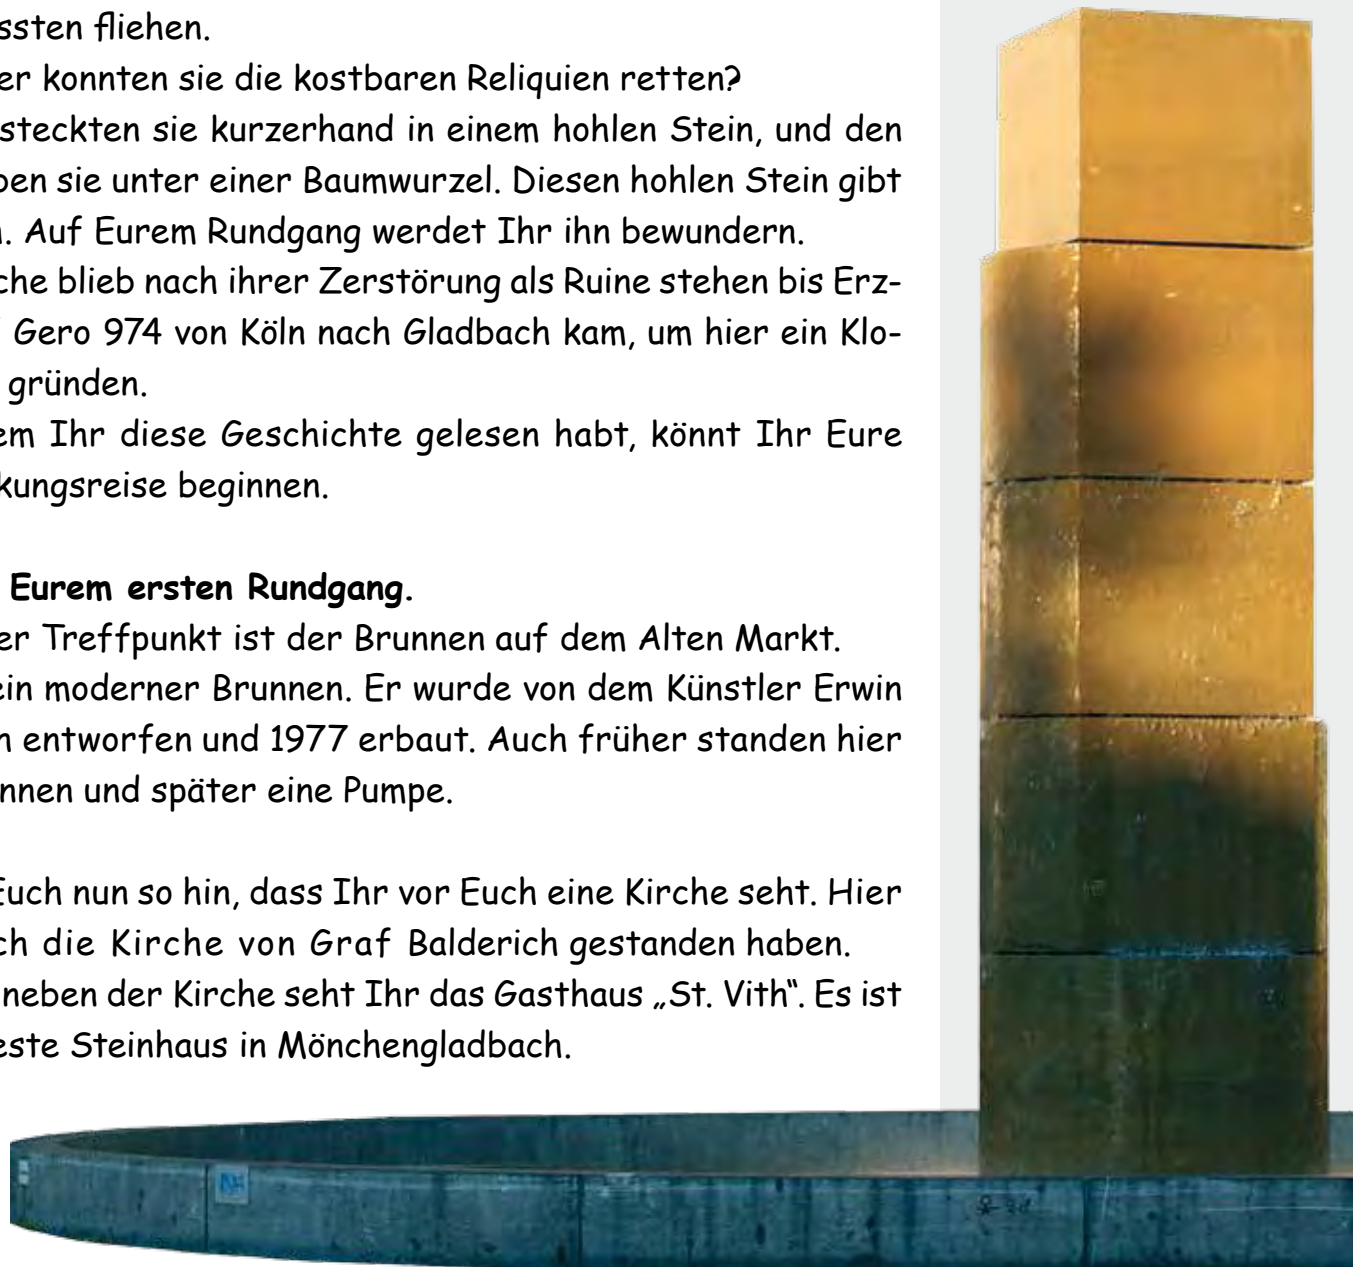 ssten fliehen.
er konnten sie die kostbaren Reliquien retten?
steckten sie kurzerhand in einem hohlen Stein, und den
ben sie unter einer Baumwurzel. Diesen hohlen Stein gibt
. Auf Eurem Rundgang werdet Ihr ihn bewundern.
che blieb nach ihrer Zerstörung als Ruine stehen bis Erz-
Gero 974 von Köln nach Gladbach kam, um hier ein Klo-
gründen.
em Ihr diese Geschichte gelesen habt, könnt Ihr Eure
kungsreise beginnen.
Eurem ersten Rundgang.
er Treffpunkt ist der Brunnen auf dem Alten Markt.
ein moderner Brunnen. Er wurde von dem Künstler Erwin
n entworfen und 1977 erbaut. Auch früher standen hier
nnen und später eine Pumpe.
Euch nun so hin, dass Ihr vor Euch eine Kirche seht. Hier
ch die Kirche von Graf Balderich gestanden haben.
neben der Kirche seht Ihr das Gasthaus „St. Vith“. Es ist
este Steinhaus in Mönchengladbach.